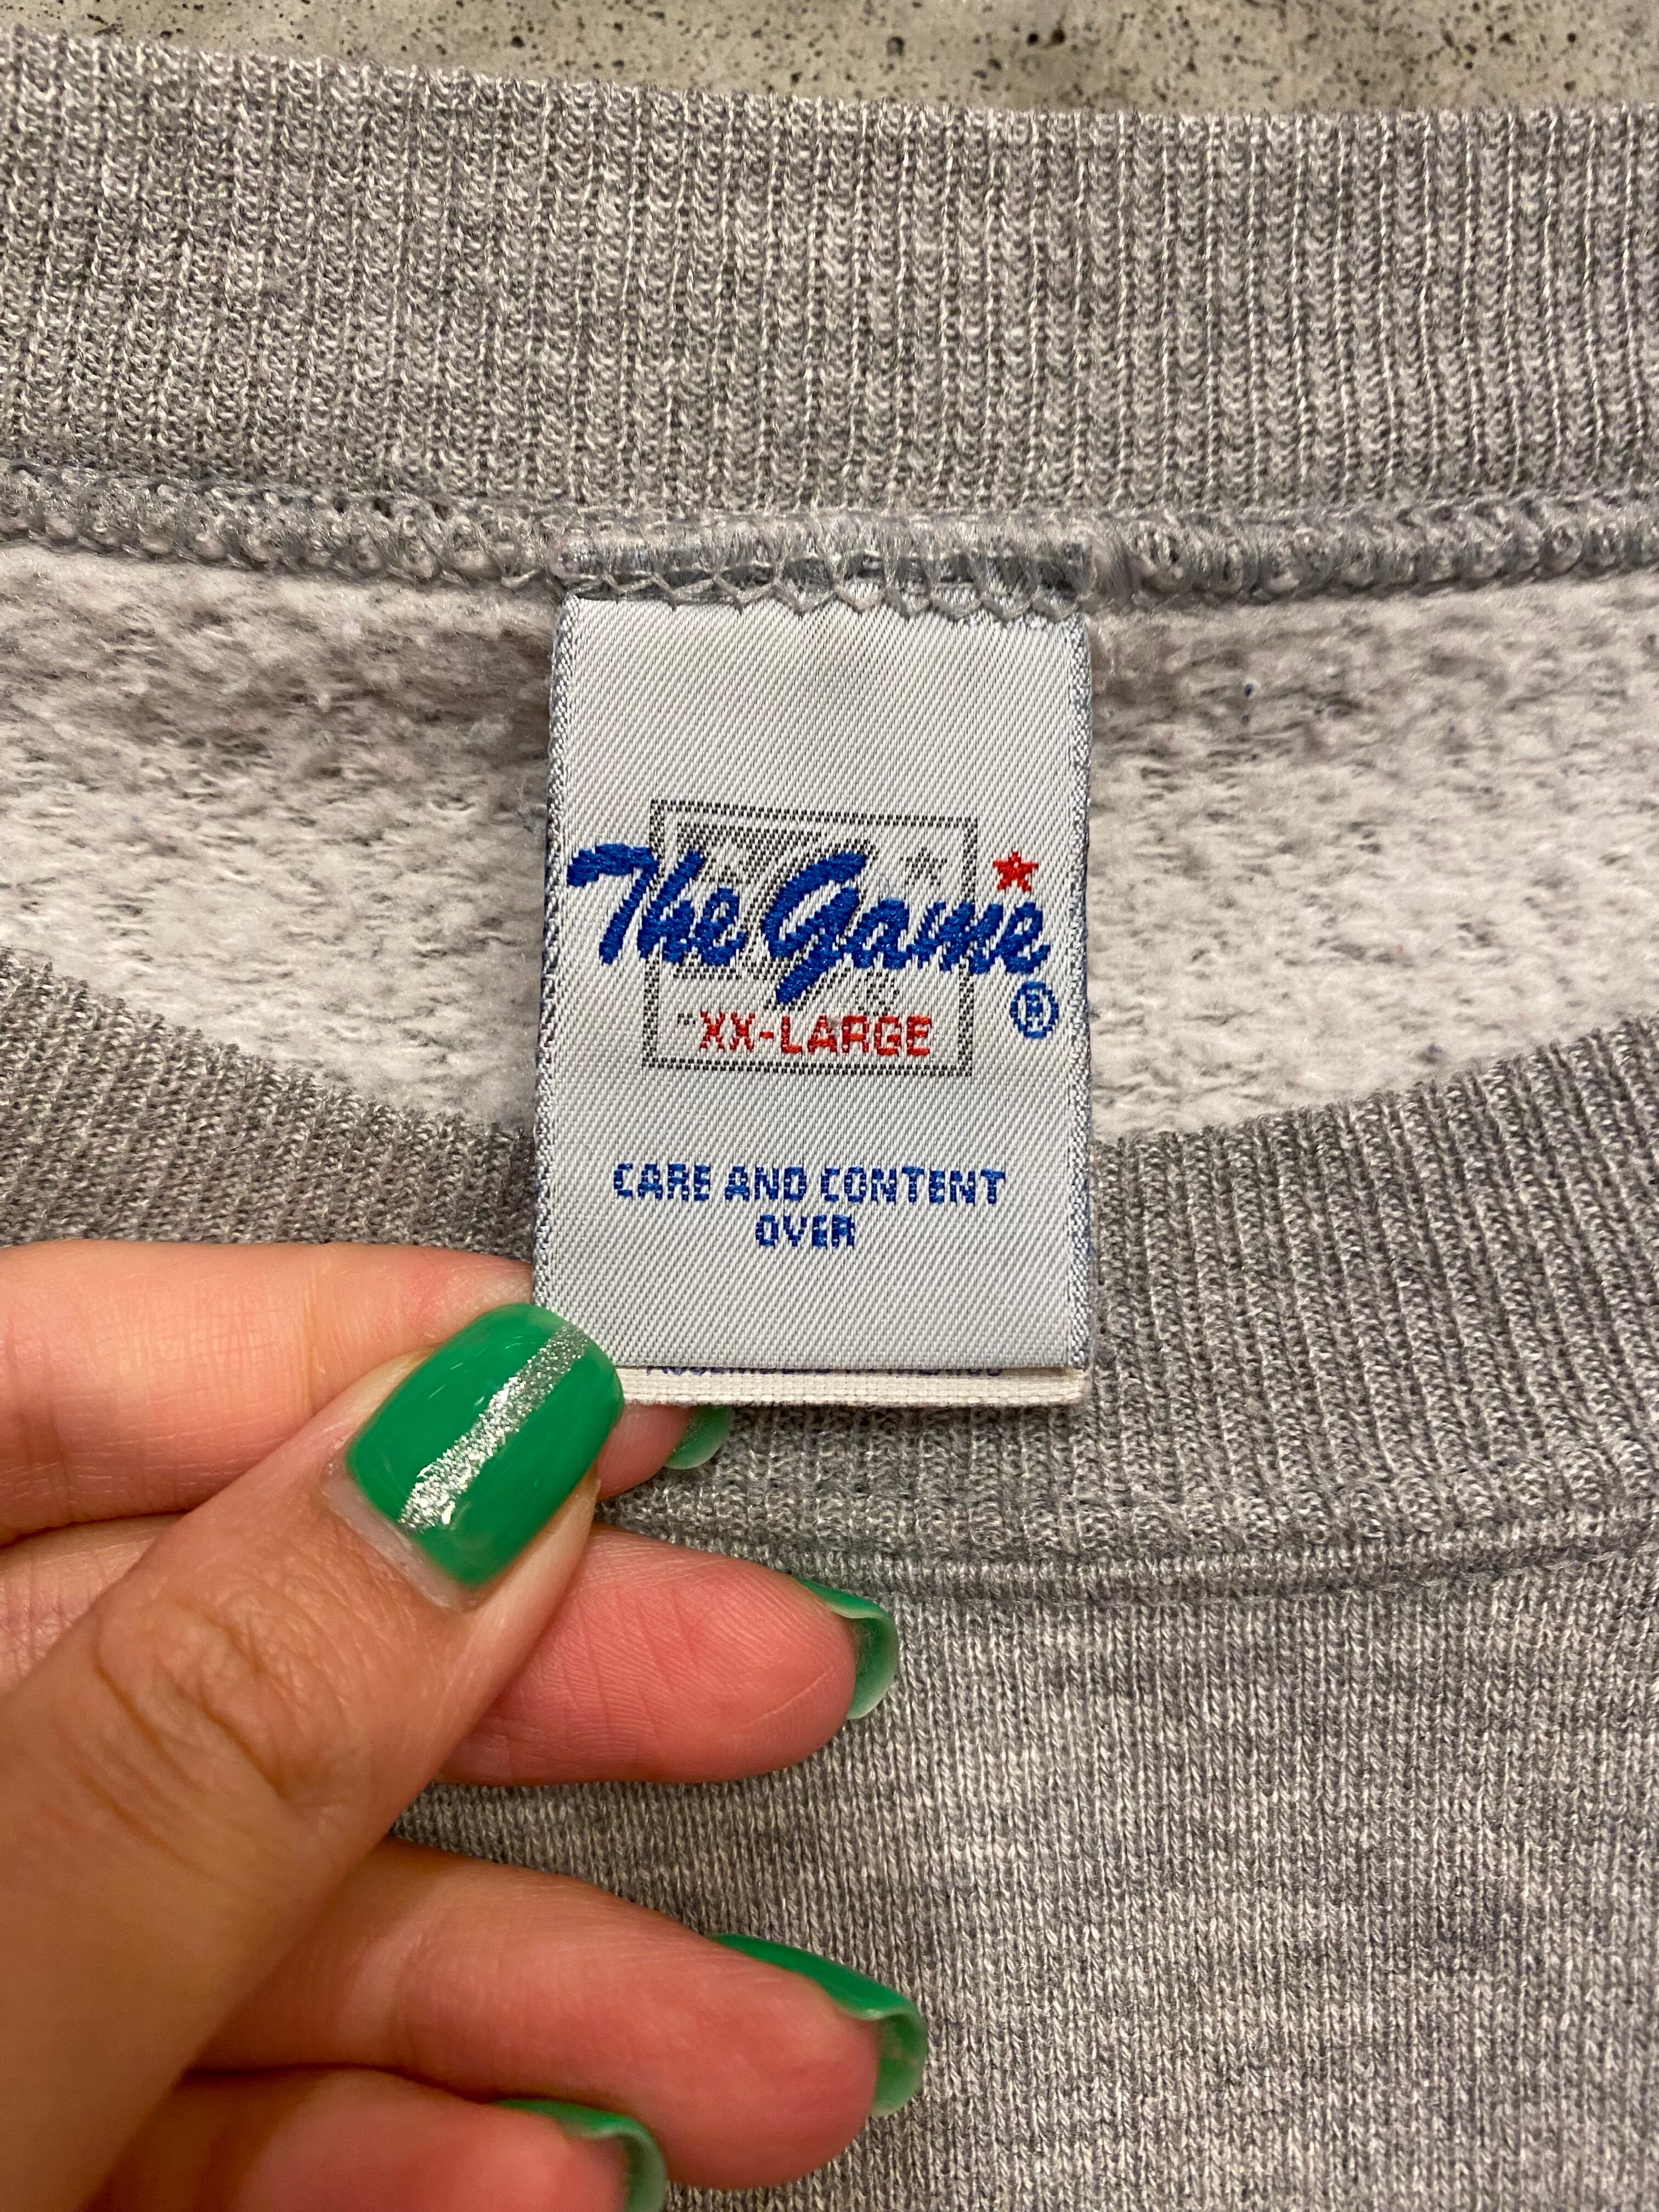 The Game ®
XX-LARGE
CARE AND CONTENT
OVER